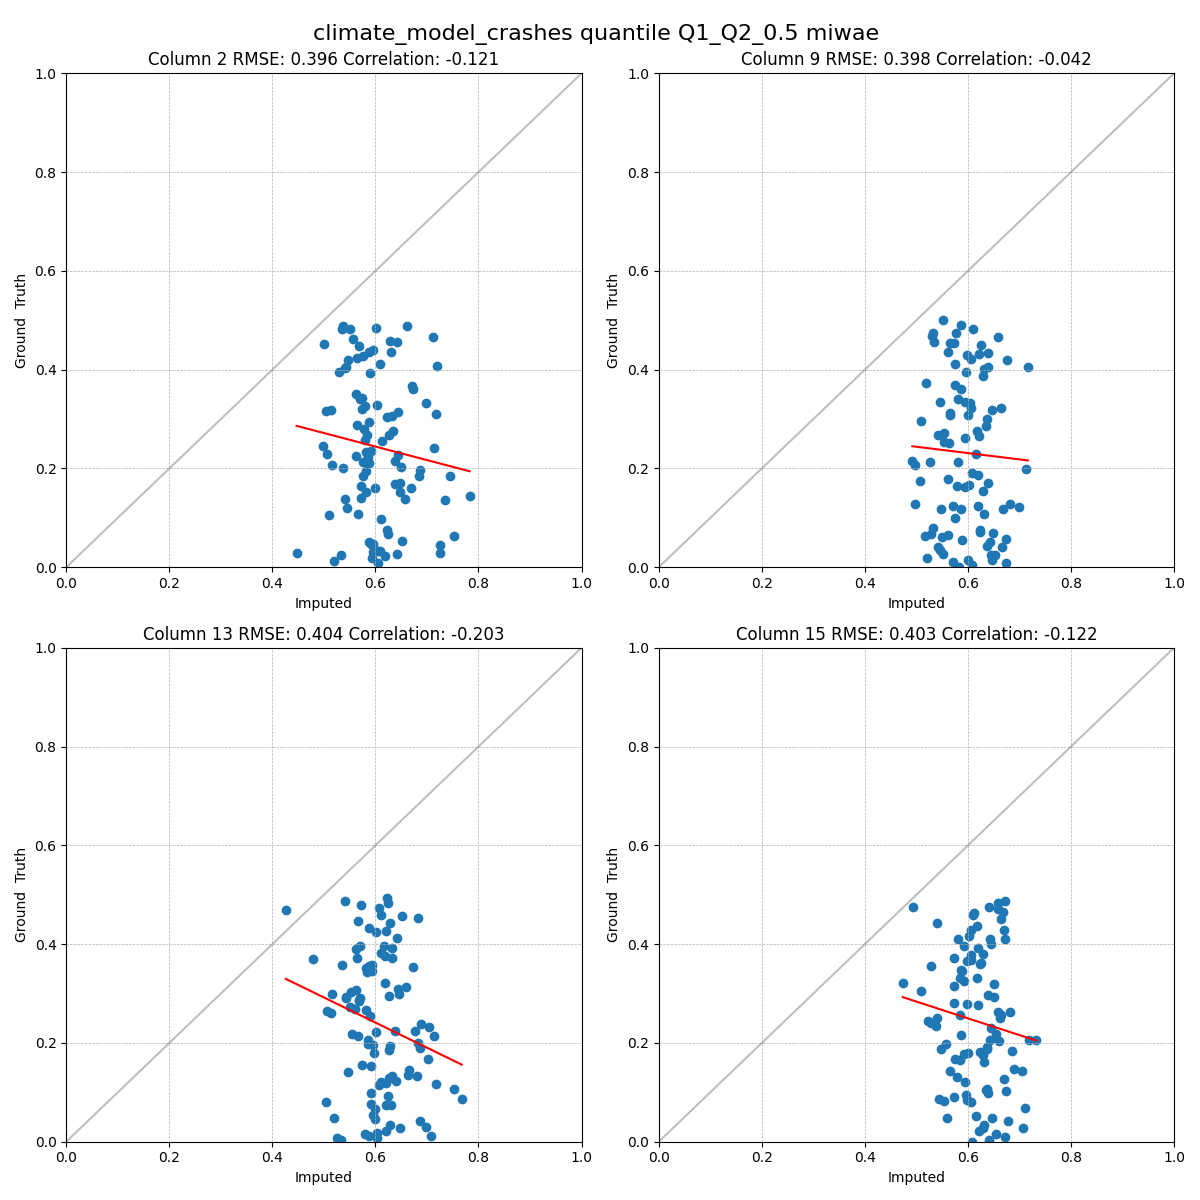 climate_model_crashes quantile Q1_Q2_0.5 miwae
Column 2 RMSE: 0.396 Correlation: -0.121
1.0
0.8
0.6
0.4
0.2
0.0
Ground Truth
0.0 0.2 0.4 0.6 0.8 1.0
Imputed
Column 9 RMSE: 0.398 Correlation: -0.042
1.0
0.8
0.6
0.4
0.2
0.0
Ground Truth
0.0 0.2 0.4 0.6 0.8 1.0
Imputed
Column 13 RMSE: 0.404 Correlation: -0.203
1.0
0.8
0.6
0.4
0.2
0.0
Ground Truth
0.0 0.2 0.4 0.6 0.8 1.0
Imputed
Column 15 RMSE: 0.403 Correlation: -0.122
1.0
0.8
0.6
0.4
0.2
0.0
Ground Truth
0.0 0.2 0.4 0.6 0.8 1.0
Imputed